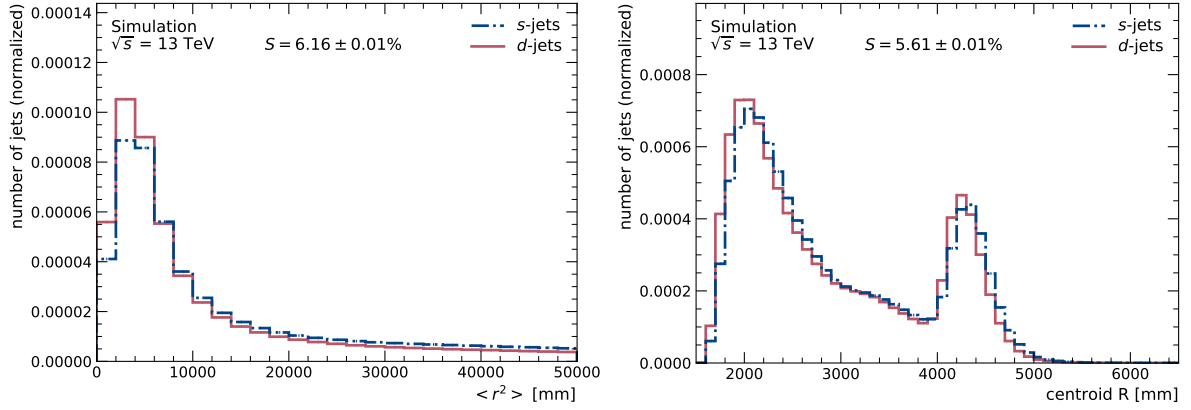 number of jets (normalized)
0.00014
0.00012
0.00010
0.00008
0.00006
0.00004
0.00002
0.00000
Simulation
√s = 13 TeV
S = 6.16 ± 0.01%
s-jets
d-jets
0 10000 20000 30000 40000 50000
< r² > [mm]
number of jets (normalized)
0.0008
0.0006
0.0004
0.0002
0.0000
Simulation
√s = 13 TeV
S = 5.61 ± 0.01%
s-jets
d-jets
2000 3000 4000 5000 6000
centroid R [mm]